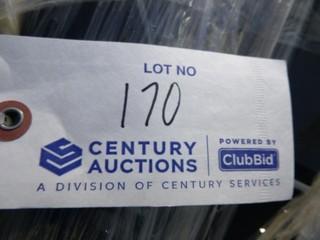 LOT NO
170
CENTURY AUCTIONS
POWERED BY
ClubBid
A DIVISION OF CENTURY SERVICES